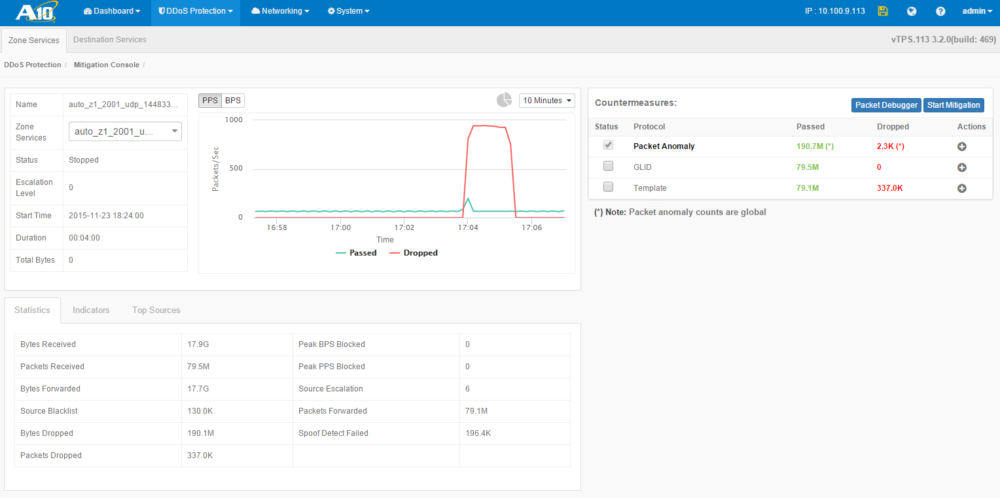 A10 Dashboard DDoS Protection Networking System IP : 10.100.9.113 admin
Zone Services Destination Services vTPS.113 3.2.0(build: 469)
DDoS Protection / Mitigation Console /
Name auto_z1_2001_udp_144833...
Zone Services auto_z1_2001_u...
Status Stopped
Escalation Level 0
Start Time 2015-11-23 18:24:00
Duration 00:04:00
Total Bytes 0
PPS BPS 10 Minutes
1000
500
0
Packets/Sec
16:58 17:00 17:02 17:04 17:06
Time
Passed Dropped
Countermeasures: Packet Debugger Start Mitigation
Status Protocol Passed Dropped Actions
Packet Anomaly 190.7M (*) 2.3K (*)
GLID 79.5M 0
Template 79.1M 337.0K
(*) Note: Packet anomaly counts are global
Statistics Indicators Top Sources
Bytes Received 17.9G Peak BPS Blocked 0
Packets Received 79.5M Peak PPS Blocked 0
Bytes Forwarded 17.7G Source Escalation 6
Source Blacklist 130.0K Packets Forwarded 79.1M
Bytes Dropped 190.1M Spoof Detect Failed 196.4K
Packets Dropped 337.0K